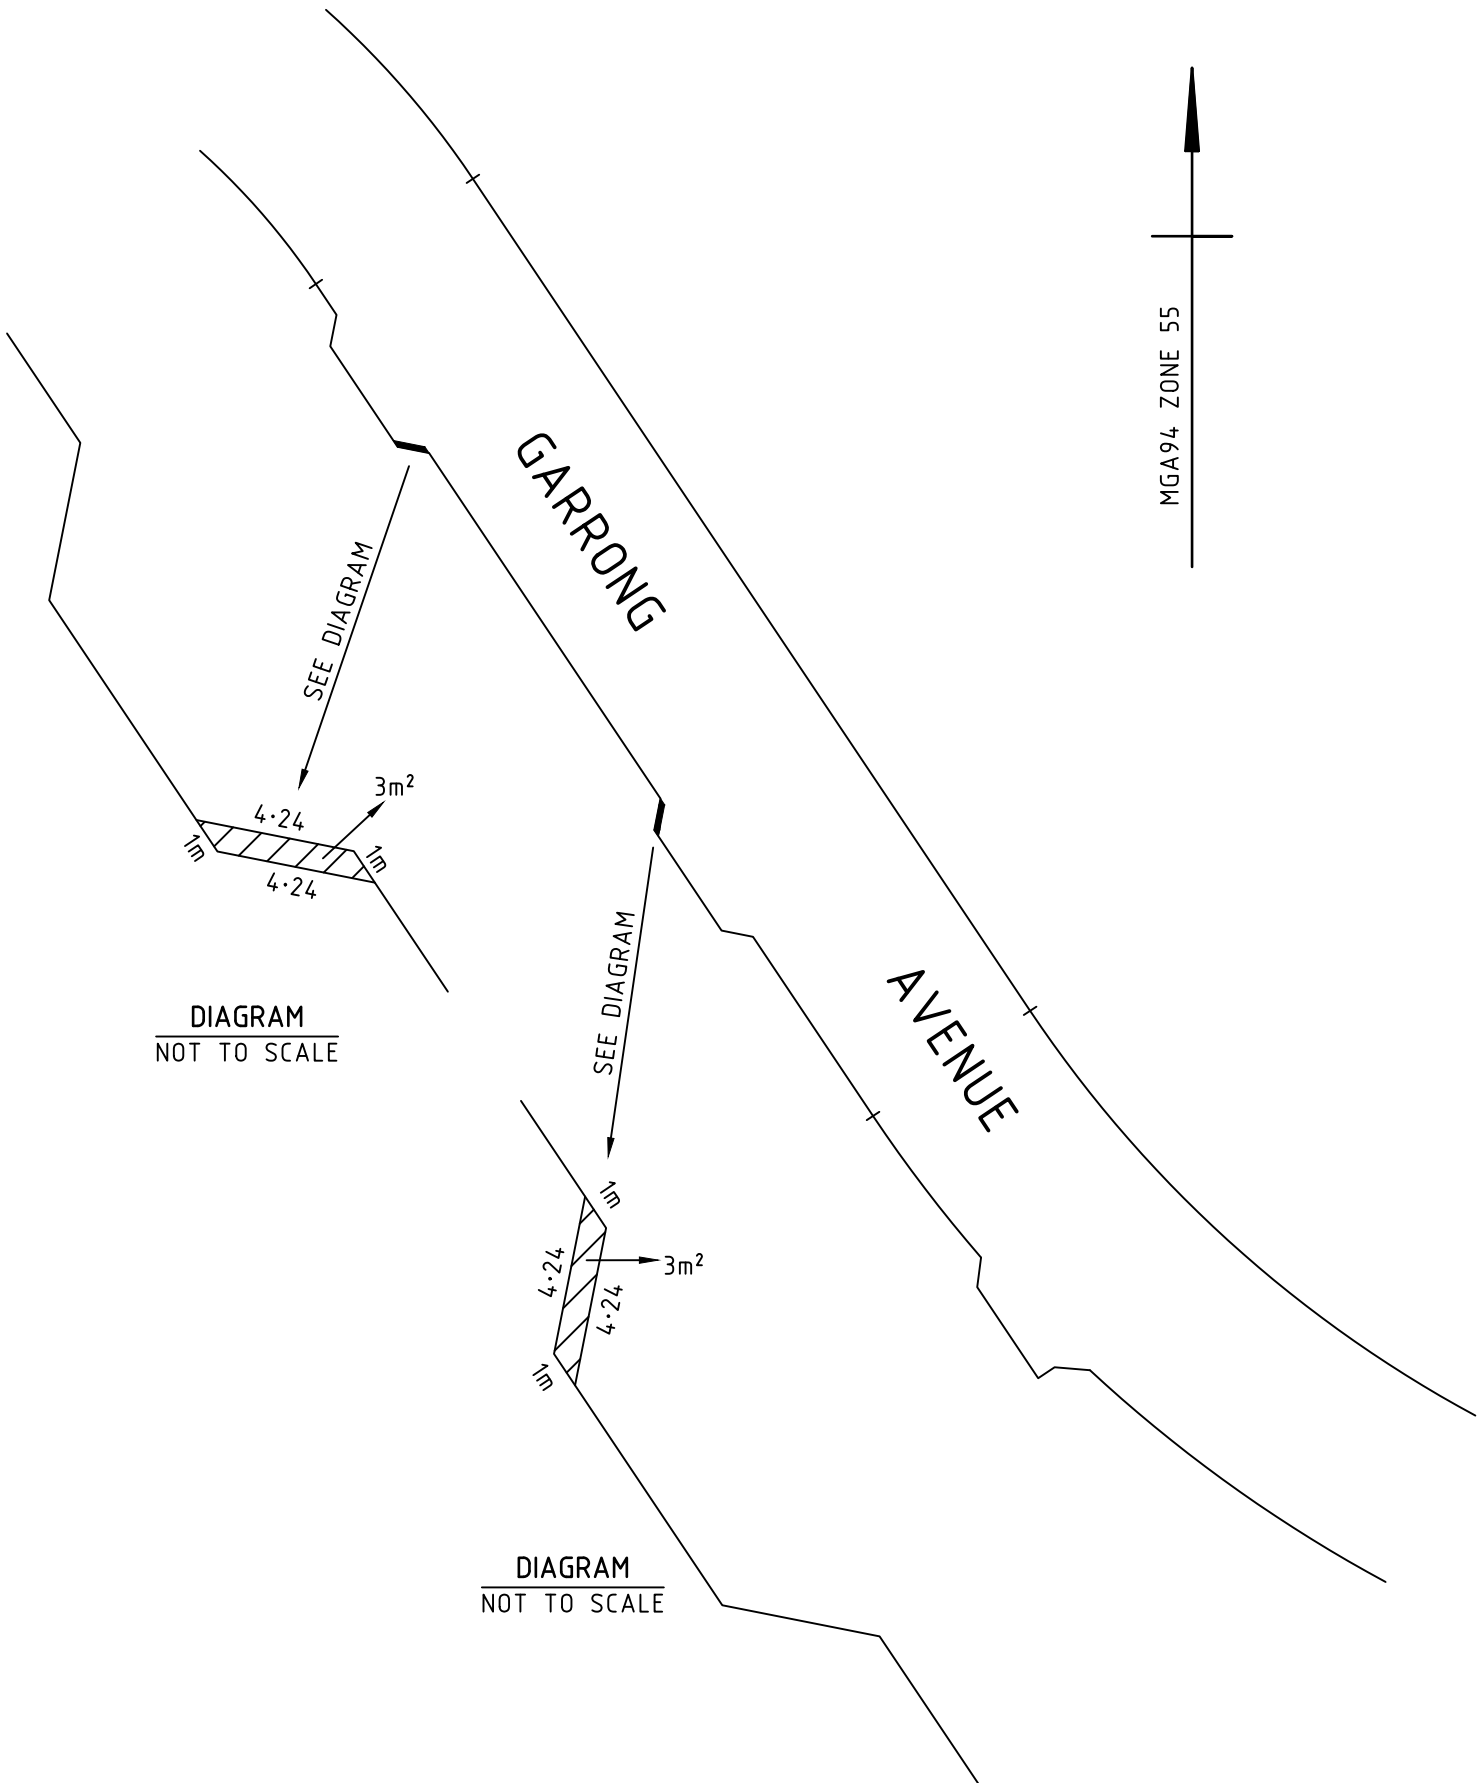 MGA94 ZONE 55
GARRONG
AVENUE
SEE DIAGRAM
3m²
4·24
1m
1m
4·24
DIAGRAM
NOT TO SCALE
SEE DIAGRAM
1m
4·24
3m²
4·24
1m
DIAGRAM
NOT TO SCALE